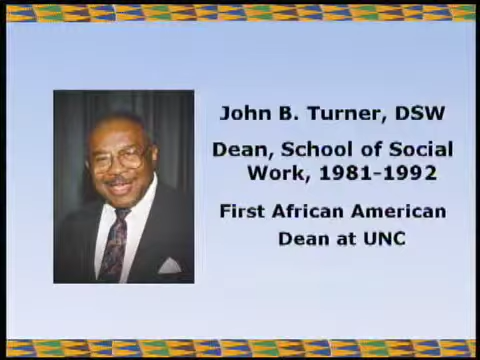 John B. Turner, DSW
Dean, School of Social
Work, 1981-1992
First African American
Dean at UNC